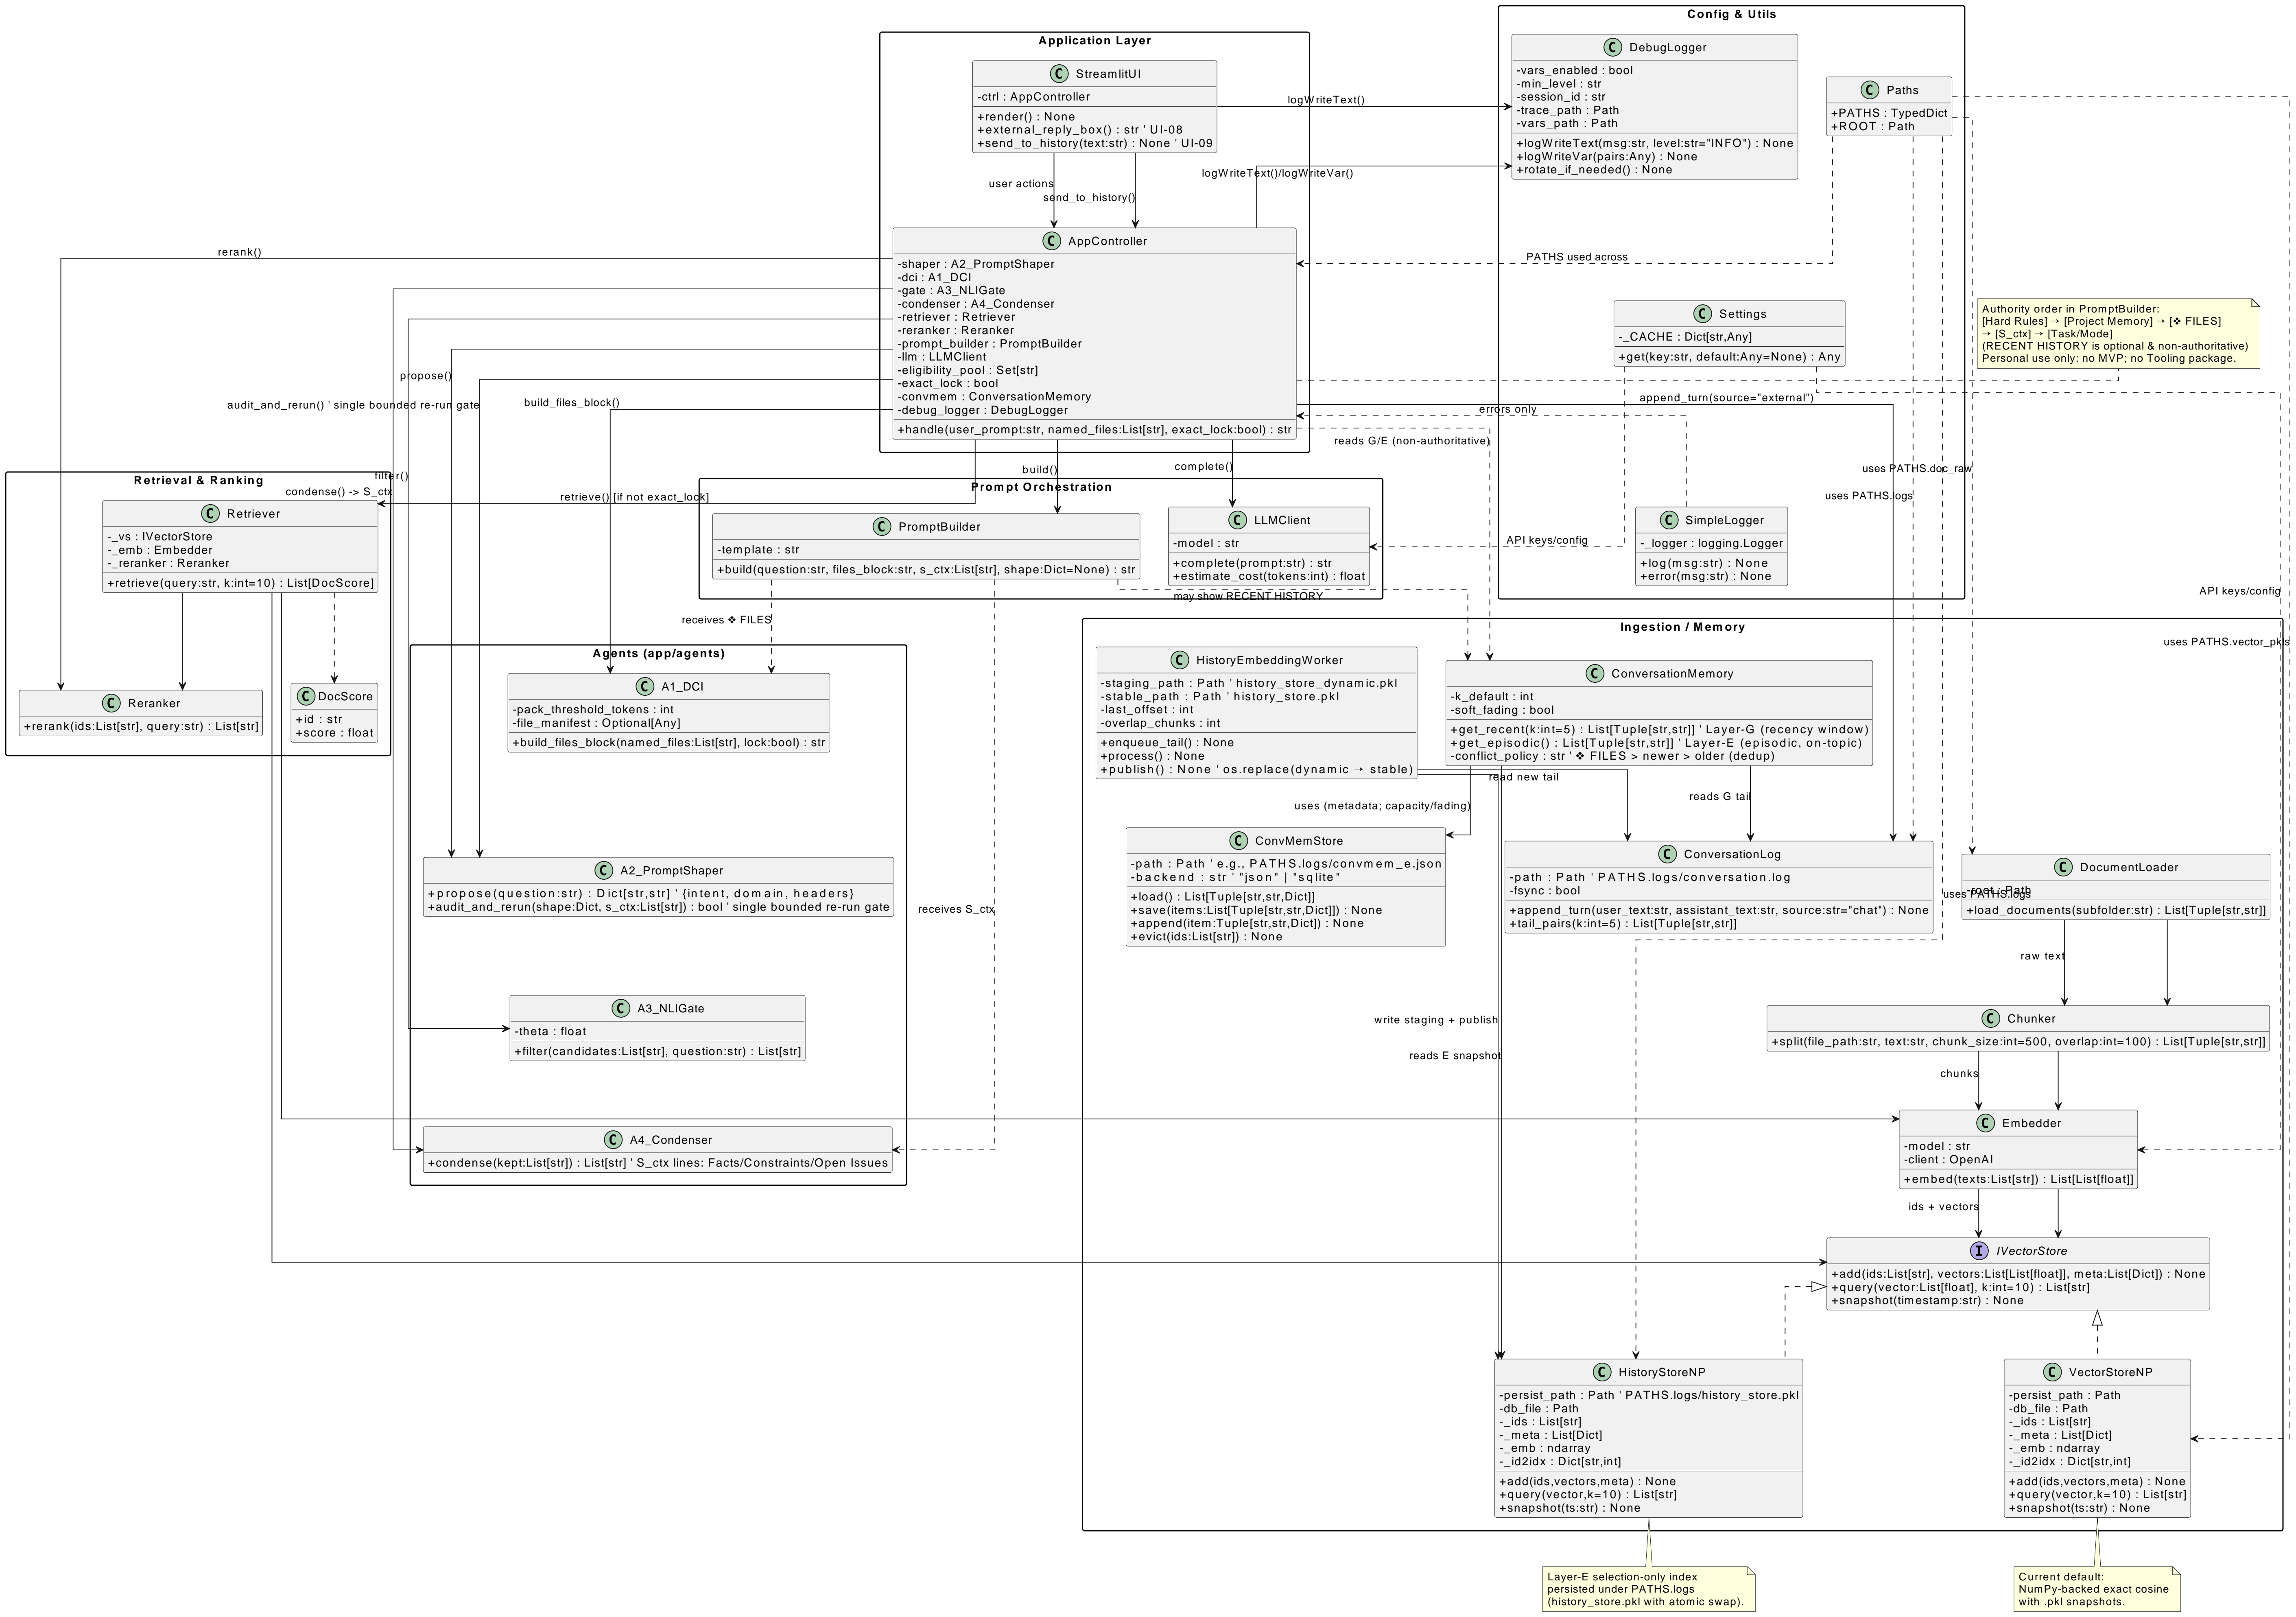 Config & Utils
Application Layer
C DebugLogger
-vars_enabled : bool
-min_level : str
-session_id : str
-trace_path : Path
-vars_path : Path
+logWriteText(msg:str, level:str="INFO") : None
+logWriteVar(pairs:Any) : None
+rotate_if_needed() : None
C StreamlitUI
-ctrl : AppController
+render() : None
+external_reply_box() : str ' UI-08
+send_to_history(text:str) : None ' UI-09
C Paths
+PATHS : TypedDict
+ROOT : Path
logWriteText()
logWriteText()/logWriteVar()
user actions
send_to_history()
C AppController
-shaper : A2_PromptShaper
-dci : A1_DCI
-gate : A3_NLIGate
-condenser : A4_Condenser
-retriever : Retriever
-reranker : Reranker
-prompt_builder : PromptBuilder
-llm : LLMClient
-eligibility_pool : Set[str]
-exact_lock : bool
-convmem : ConversationMemory
-debug_logger : DebugLogger
+handle(user_prompt:str, named_files:List[str], exact_lock:bool) : str
rerank()
PATHS used across
C Settings
-_CACHE : Dict[str,Any]
+get(key:str, default:Any=None) : Any
Authority order in PromptBuilder:
[Hard Rules] → [Project Memory] → [❖ FILES]
→ [S_ctx] → [Task/Mode]
(RECENT HISTORY is optional & non-authoritative)
Personal use only: no MVP; no Tooling package.
propose()
audit_and_rerun() ' single bounded re-run gate
build_files_block()
append_turn(source="external")
errors only
reads G/E (non-authoritative)
build()
complete()
uses PATHS.doc_raw
uses PATHS.logs
filter()
condense() -> S_ctx
retrieve() [if not exact_lock]
Retrieval & Ranking
C Retriever
-_vs : IVectorStore
-_emb : Embedder
-_reranker : Reranker
+retrieve(query:str, k:int=10) : List[DocScore]
Prompt Orchestration
C PromptBuilder
-template : str
+build(question:str, files_block:str, s_ctx:List[str], shape:Dict=None) : str
C LLMClient
-model : str
+complete(prompt:str) : str
+estimate_cost(tokens:int) : float
API keys/config
C SimpleLogger
-_logger : logging.Logger
+log(msg:str) : None
+error(msg:str) : None
may show RECENT HISTORY
API keys/config
receives ❖ FILES
uses PATHS.vector_pkls
Ingestion / Memory
Agents (app/agents)
C Reranker
+rerank(ids:List[str], query:str) : List[str]
C DocScore
+id : str
+score : float
C A1_DCI
-pack_threshold_tokens : int
-file_manifest : Optional[Any]
+build_files_block(named_files:List[str], lock:bool) : str
C HistoryEmbeddingWorker
-staging_path : Path ' history_store_dynamic.pkl
-stable_path : Path ' history_store.pkl
-last_offset : int
-overlap_chunks : int
+enqueue_tail() : None
+process() : None
+publish() : None ' os.replace(dynamic → stable)
C ConversationMemory
-k_default : int
-soft_fading : bool
+get_recent(k:int=5) : List[Tuple[str,str]] ' Layer-G (recency window)
+get_episodic() : List[Tuple[str,str]] ' Layer-E (episodic, on-topic)
-conflict_policy : str ' ❖ FILES > newer > older (dedup)
read new tail
uses (metadata; capacity/fading)
reads G tail
C A2_PromptShaper
+propose(question:str) : Dict[str,str] ' {intent, domain, headers}
+audit_and_rerun(shape:Dict, s_ctx:List[str]) : bool ' single bounded re-run gate
C ConvMemStore
-path : Path ' e.g., PATHS.logs/convmem_e.json
-backend : str ' "json" | "sqlite"
+load() : List[Tuple[str,str,Dict]]
+save(items:List[Tuple[str,str,Dict]]) : None
+append(item:Tuple[str,str,Dict]) : None
+evict(ids:List[str]) : None
C ConversationLog
-path : Path ' PATHS.logs/conversation.log
-fsync : bool
+append_turn(user_text:str, assistant_text:str, source:str="chat") : None
+tail_pairs(k:int=5) : List[Tuple[str,str]]
C DocumentLoader
-root : Path
+load_documents(subfolder:str) : List[Tuple[str,str]]
uses PATHS.logs
receives S_ctx
raw text
C A3_NLIGate
-theta : float
+filter(candidates:List[str], question:str) : List[str]
write staging + publish
reads E snapshot
C Chunker
+split(file_path:str, text:str, chunk_size:int=500, overlap:int=100) : List[Tuple[str,str]]
chunks
C A4_Condenser
+condense(kept:List[str]) : List[str] ' S_ctx lines: Facts/Constraints/Open Issues
C Embedder
-model : str
-client : OpenAI
+embed(texts:List[str]) : List[List[float]]
ids + vectors
I IVectorStore
+add(ids:List[str], vectors:List[List[float]], meta:List[Dict]) : None
+query(vector:List[float], k:int=10) : List[str]
+snapshot(timestamp:str) : None
C HistoryStoreNP
-persist_path : Path ' PATHS.logs/history_store.pkl
-db_file : Path
-_ids : List[str]
-_meta : List[Dict]
-_emb : ndarray
-_id2idx : Dict[str,int]
+add(ids,vectors,meta) : None
+query(vector,k=10) : List[str]
+snapshot(ts:str) : None
C VectorStoreNP
-persist_path : Path
-db_file : Path
-_ids : List[str]
-_meta : List[Dict]
-_emb : ndarray
-_id2idx : Dict[str,int]
+add(ids,vectors,meta) : None
+query(vector,k=10) : List[str]
+snapshot(ts:str) : None
Layer-E selection-only index
persisted under PATHS.logs
(history_store.pkl with atomic swap).
Current default:
NumPy-backed exact cosine
with .pkl snapshots.